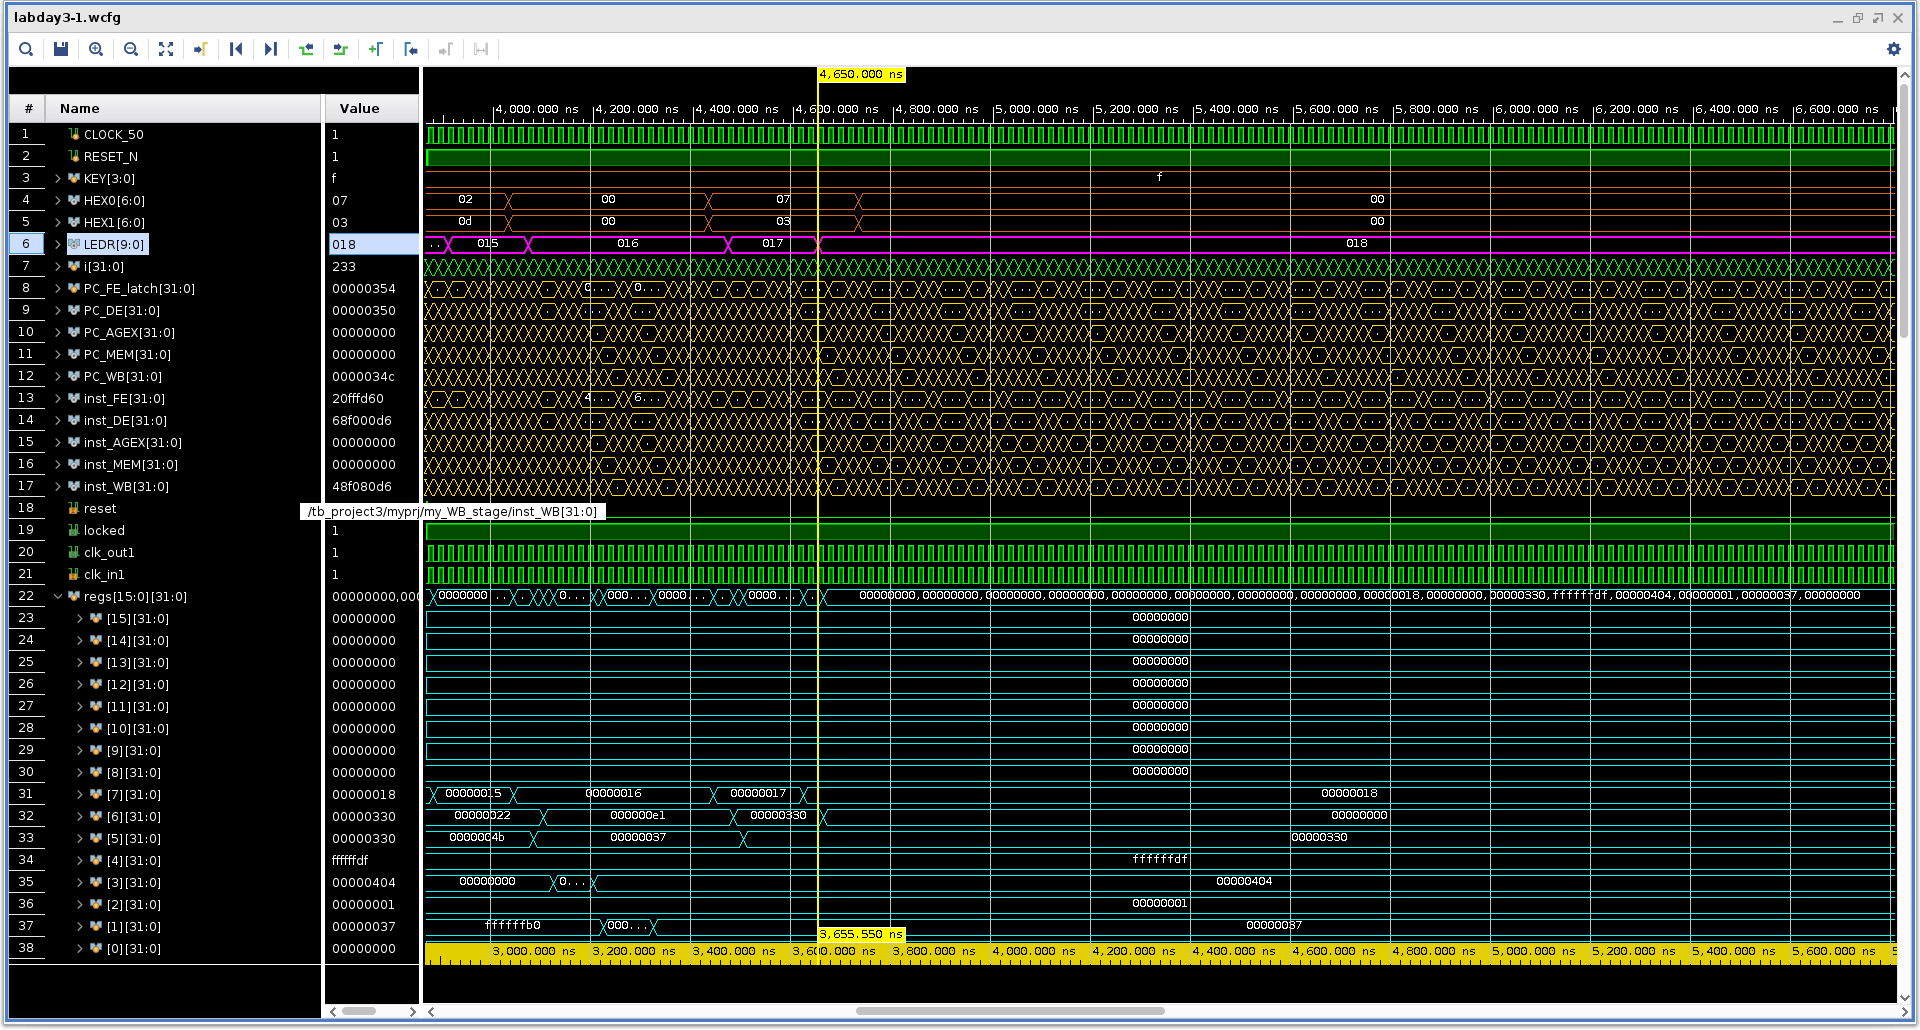 labday3-1.wcfg
4,650.000 ns
# Name Value
4,000.000 ns 4,200.000 ns 4,400.000 ns 4,600.000 ns 4,800.000 ns 5,000.000 ns 5,200.000 ns 5,400.000 ns 5,600.000 ns 5,800.000 ns 6,000.000 ns 6,200.000 ns 6,400.000 ns 6,600.000 ns
1 CLOCK_50 1
2 RESET_N 1
3 KEY[3:0] f f
4 HEX0[6:0] 07 02 00 07 00
5 HEX1[6:0] 03 0d 00 03 00
6 LEDR[9:0] 018 .. 015 016 017 018
7 i[31:0] 233
8 PC_FE_latch[31:0] 00000354 0... 0...
9 PC_DE[31:0] 00000350
10 PC_AGEX[31:0] 00000000
11 PC_MEM[31:0] 00000000
12 PC_WB[31:0] 0000034c
13 inst_FE[31:0] 20fffd60 4... 6...
14 inst_DE[31:0] 68f000d6
15 inst_AGEX[31:0] 00000000
16 inst_MEM[31:0] 00000000
17 inst_WB[31:0] 48f080d6
18 reset
/tb_project3/myprj/my_WB_stage/inst_WB[31:0]
19 locked 1
20 clk_out1 1
21 clk_in1 1
22 regs[15:0][31:0] 00000000,00 0000000 ... 0... 000... 0000... 0000... 00000000,00000000,00000000,00000000,00000000,00000000,00000000,00000000,00000018,00000000,00000330,ffffffdf,00000404,00000001,00000037,00000000
23 [15][31:0] 00000000 00000000
24 [14][31:0] 00000000 00000000
25 [13][31:0] 00000000 00000000
26 [12][31:0] 00000000 00000000
27 [11][31:0] 00000000 00000000
28 [10][31:0] 00000000 00000000
29 [9][31:0] 00000000 00000000
30 [8][31:0] 00000000 00000000
31 [7][31:0] 00000018 00000015 00000016 00000017 00000018
32 [6][31:0] 00000330 00000022 000000e1 00000330 00000000
33 [5][31:0] 00000330 0000004b 00000037 00000330
34 [4][31:0] ffffffdf ffffffdf
35 [3][31:0] 00000404 00000000 0... 00000404
36 [2][31:0] 00000001 00000001
37 [1][31:0] 00000037 ffffffb0 000... 00000037
38 [0][31:0] 00000000
3,655.550 ns
3,000.000 ns 3,200.000 ns 3,400.000 ns 3,600.000 ns 3,800.000 ns 4,000.000 ns 4,200.000 ns 4,400.000 ns 4,600.000 ns 4,800.000 ns 5,000.000 ns 5,200.000 ns 5,400.000 ns 5,600.000 ns